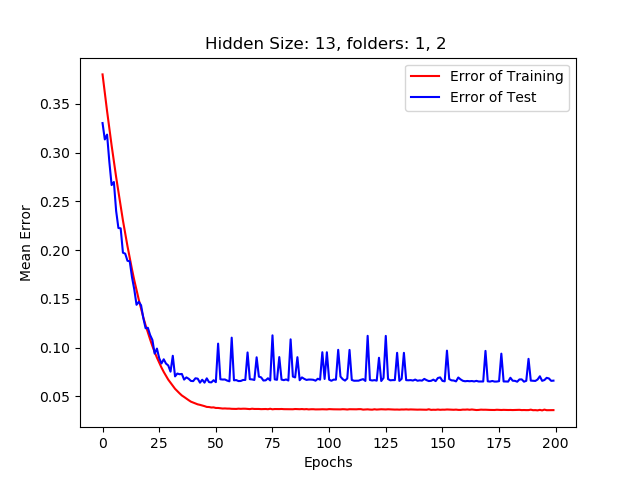 Hidden Size: 13, folders: 1, 2
Error of Training
Error of Test
Mean Error
0.35
0.30
0.25
0.20
0.15
0.10
0.05
0 25 50 75 100 125 150 175 200
Epochs